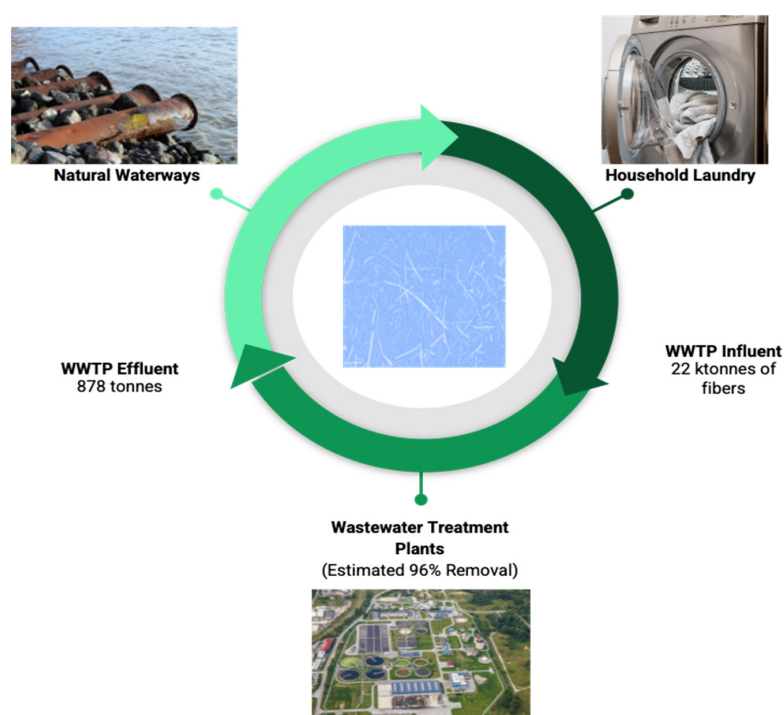 Natural Waterways
Household Laundry
WWTP Effluent
878 tonnes
WWTP Influent
22 ktonnes of
fibers
Wastewater Treatment
Plants
(Estimated 96% Removal)